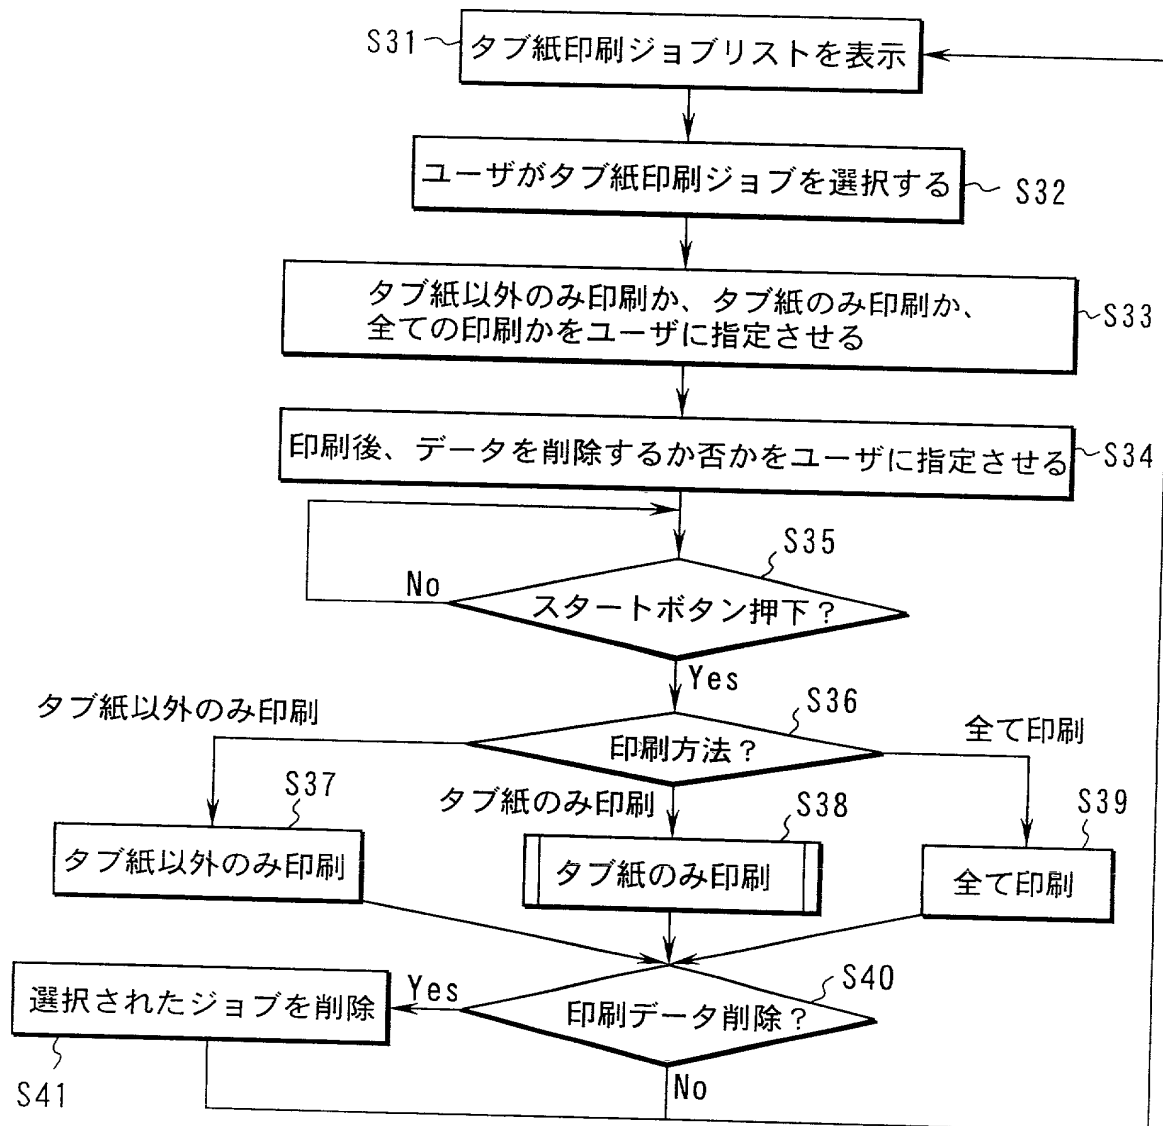 S31
タブ紙印刷ジョブリストを表示
ユーザがタブ紙印刷ジョブを選択する
S32
タブ紙以外のみ印刷か、タブ紙のみ印刷か、
全ての印刷かをユーザに指定させる
S33
印刷後、データを削除するか否かをユーザに指定させる
S34
S35
No
スタートボタン押下？
Yes
タブ紙以外のみ印刷
S36
全て印刷
印刷方法？
S37
タブ紙のみ印刷
S38
S39
タブ紙以外のみ印刷
タブ紙のみ印刷
全て印刷
選択されたジョブを削除
Yes
S40
印刷データ削除？
S41
No